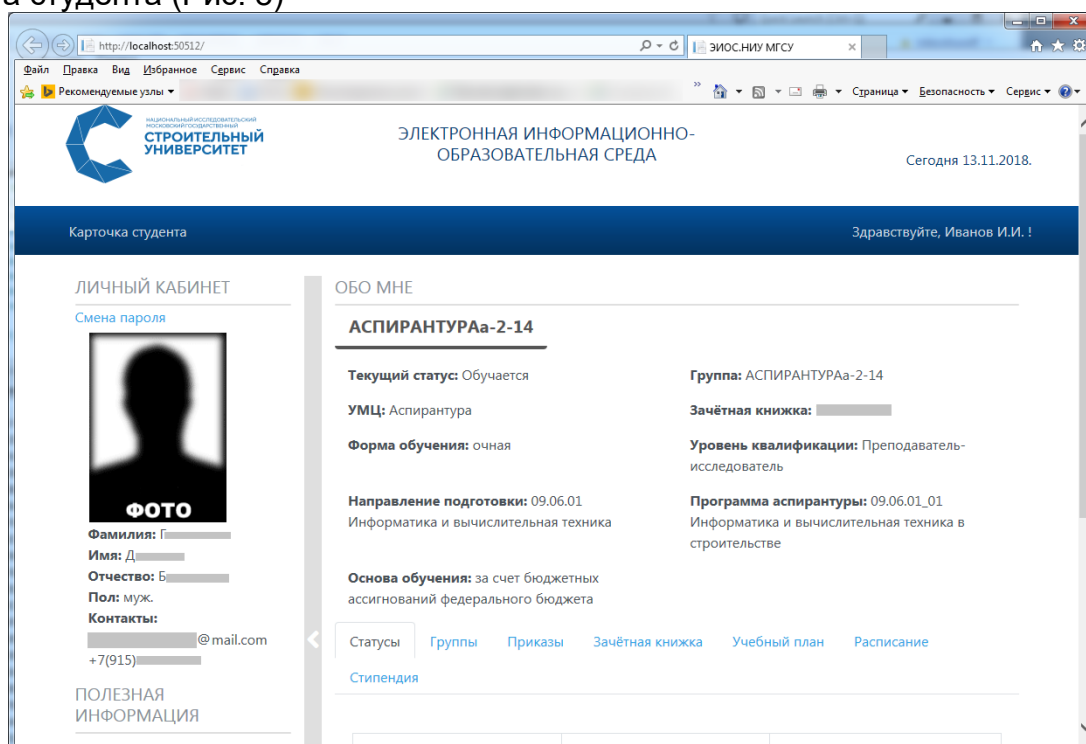 а студента (Рис. 3)
http://localhost:50512/
ЭИОС.НИУ МГСУ
Файл Правка Вид Избранное Сервис Справка
Рекомендуемые узлы
Страница Безопасность Сервис
НАЦИОНАЛЬНЫЙ ИССЛЕДОВАТЕЛЬСКИЙ
МОСКОВСКИЙ ГОСУДАРСТВЕННЫЙ
СТРОИТЕЛЬНЫЙ
УНИВЕРСИТЕТ
ЭЛЕКТРОННАЯ ИНФОРМАЦИОННО-
ОБРАЗОВАТЕЛЬНАЯ СРЕДА
Сегодня 13.11.2018.
Карточка студента
Здравствуйте, Иванов И.И. !
ЛИЧНЫЙ КАБИНЕТ
Смена пароля
ФОТО
Фамилия: Г
Имя: Д
Отчество: Б
Пол: муж.
Контакты:
@mail.com
+7(915)
ПОЛЕЗНАЯ
ИНФОРМАЦИЯ
ОБО МНЕ
АСПИРАНТУРАа-2-14
Текущий статус: Обучается
Группа: АСПИРАНТУРАа-2-14
УМЦ: Аспирантура
Зачётная книжка:
Форма обучения: очная
Уровень квалификации: Преподаватель-
исследователь
Направление подготовки: 09.06.01
Информатика и вычислительная техника
Программа аспирантуры: 09.06.01_01
Информатика и вычислительная техника в
строительстве
Основа обучения: за счет бюджетных
ассигнований федерального бюджета
Статусы Группы Приказы Зачётная книжка Учебный план Расписание
Стипендия